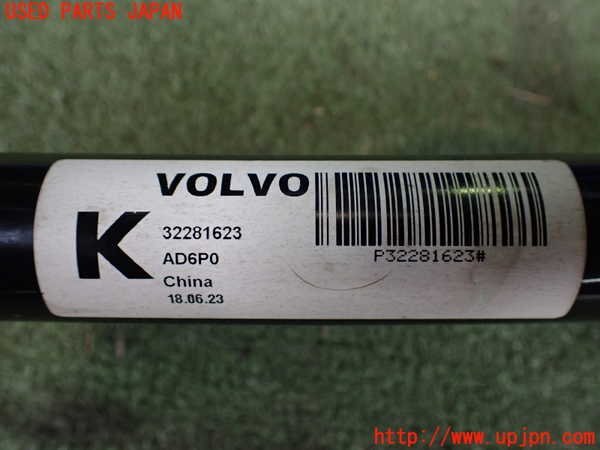 USED PARTS JAPAN
VOLVO
K
32281623
AD6P0
China
18.06.23
P32281623#
http://www.upjpn.com/